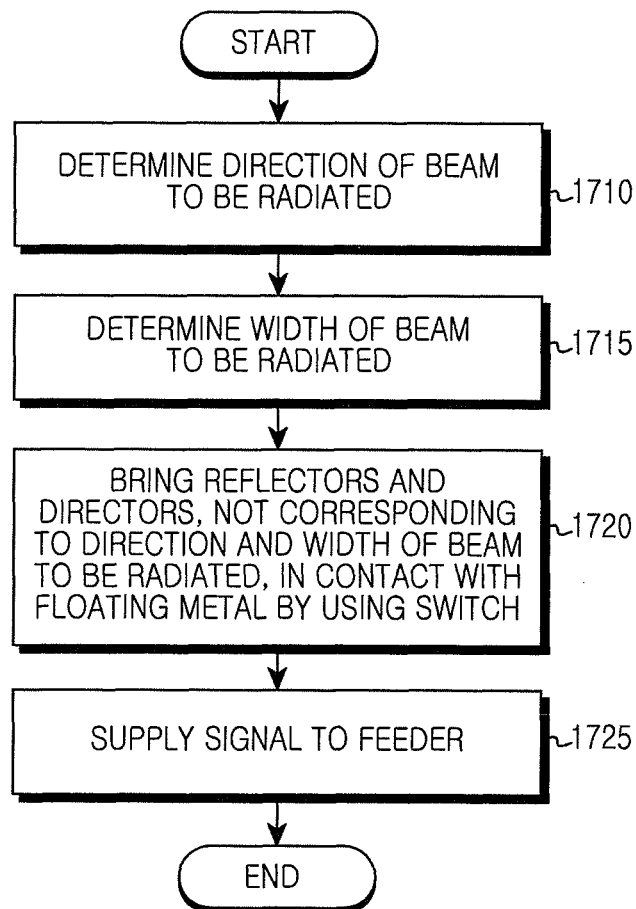 START
DETERMINE DIRECTION OF BEAM
TO BE RADIATED
1710
DETERMINE WIDTH OF BEAM
TO BE RADIATED
1715
BRING REFLECTORS AND
DIRECTORS, NOT CORRESPONDING
TO DIRECTION AND WIDTH OF BEAM
TO BE RADIATED, IN CONTACT WITH
FLOATING METAL BY USING SWITCH
1720
SUPPLY SIGNAL TO FEEDER
1725
END